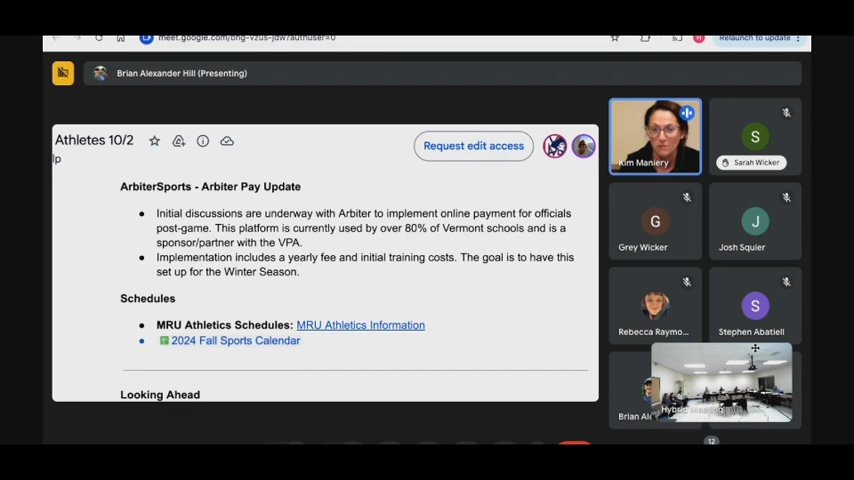 meet.google.com/bng-vzus-jdw?authuser=0
Relaunch to update
Brian Alexander Hill (Presenting)
Athletes 10/2
lp
Request edit access
ArbiterSports - Arbiter Pay Update
● Initial discussions are underway with Arbiter to implement online payment for officials
post-game. This platform is currently used by over 80% of Vermont schools and is a
sponsor/partner with the VPA.
● Implementation includes a yearly fee and initial training costs. The goal is to have this
set up for the Winter Season.
Schedules
● MRU Athletics Schedules: MRU Athletics Information
● 2024 Fall Sports Calendar
Looking Ahead
Kim Maniery
S
Sarah Wicker
G
Grey Wicker
J
Josh Squier
Rebecca Raymo...
S
Stephen Abatiell
Brian Ale
Hybrid Meeting
12